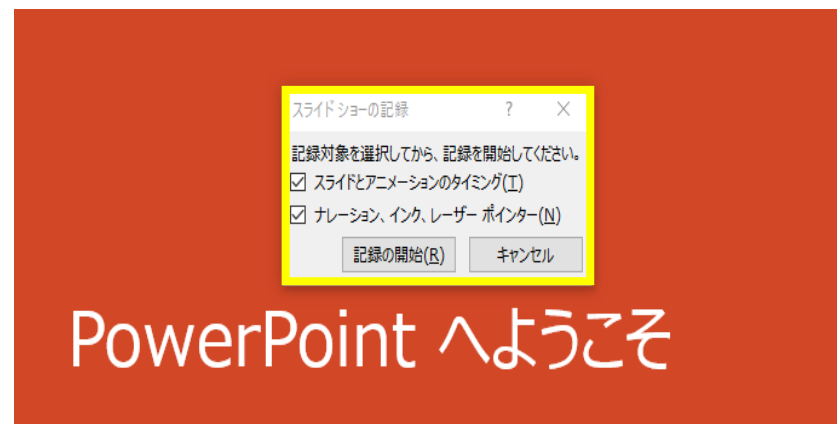 スライド ショーの記録 ? ×
記録対象を選択してから、記録を開始してください。
スライドとアニメーションのタイミング(T)
ナレーション、インク、レーザー ポインター(N)
記録の開始(R) キャンセル
PowerPoint へようこそ